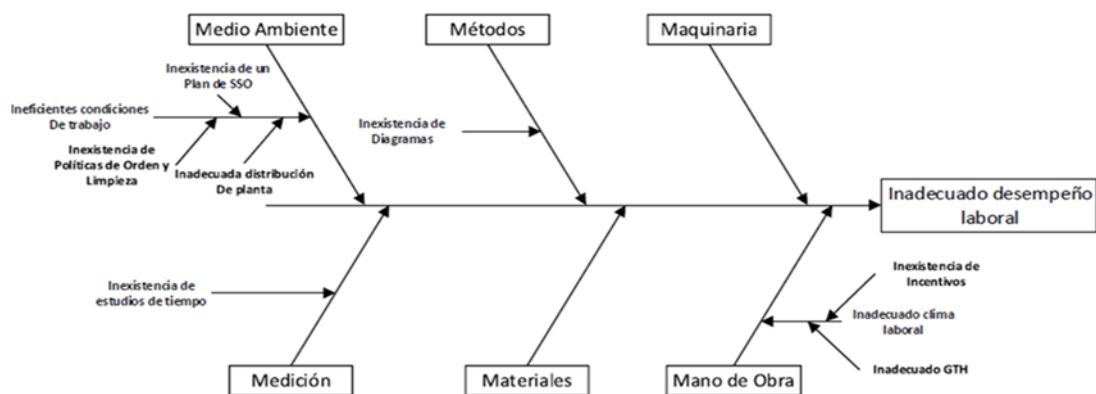 Medio Ambiente
Métodos
Maquinaria
Inexistencia de un
Plan de SSO
Ineficientes condiciones
De trabajo
Inexistencia de
Políticas de Orden y
Limpieza
Inadecuada distribución
De planta
Inexistencia de
Diagramas
Inadecuado desempeño
laboral
Inexistencia de
estudios de tiempo
Inexistencia de
Incentivos
Inadecuado clima
laboral
Inadecuado GTH
Medición
Materiales
Mano de Obra